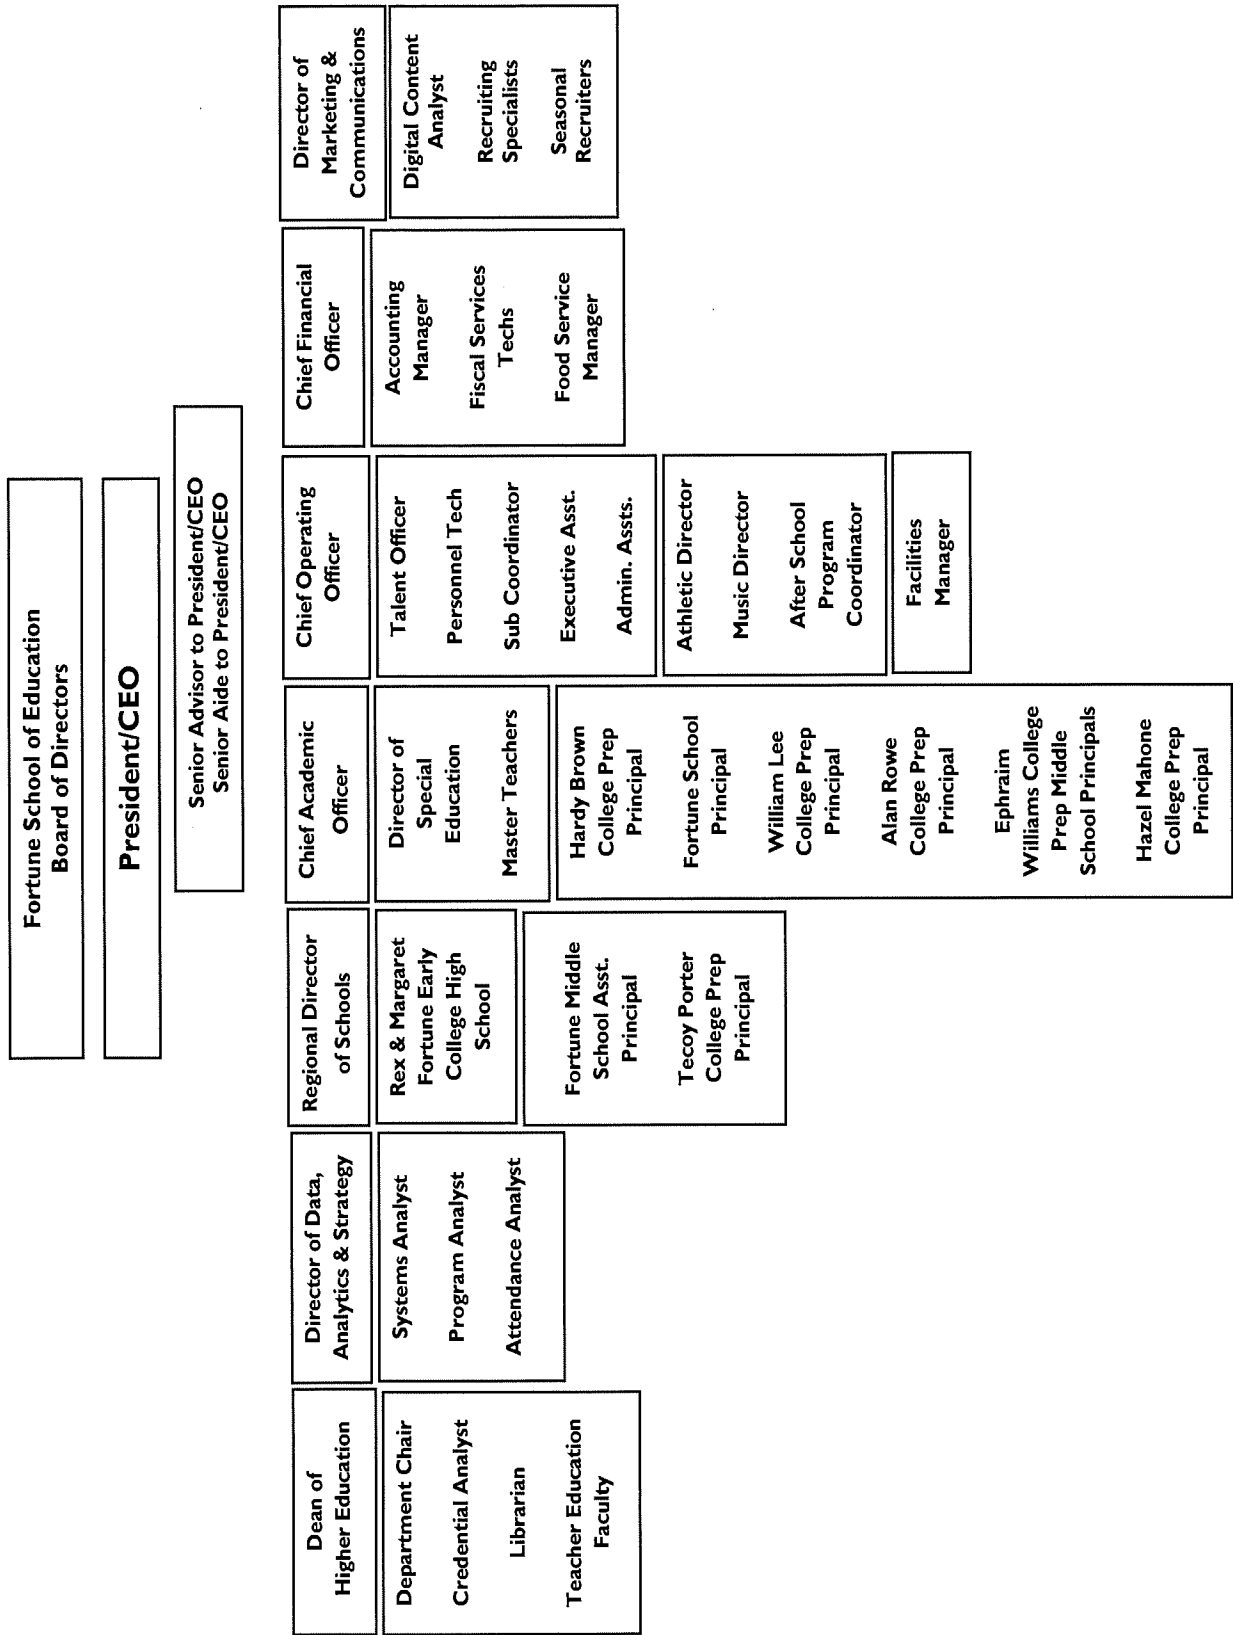 Fortune School of Education
Board of Directors
President/CEO
Senior Advisor to President/CEO
Senior Aide to President/CEO
Dean of
Higher Education
Department Chair
Credential Analyst
Librarian
Teacher Education
Faculty
Director of Data,
Analytics & Strategy
Systems Analyst
Program Analyst
Attendance Analyst
Regional Director
of Schools
Rex & Margaret
Fortune Early
College High
School
Fortune Middle
School Asst.
Principal
Tecoy Porter
College Prep
Principal
Chief Academic
Officer
Director of
Special
Education
Master Teachers
Hardy Brown
College Prep
Principal
Fortune School
Principal
William Lee
College Prep
Principal
Alan Rowe
College Prep
Principal
Ephraim
Williams College
Prep Middle
School Principals
Hazel Mahone
College Prep
Principal
Chief Operating
Officer
Talent Officer
Personnel Tech
Sub Coordinator
Executive Asst.
Admin. Assts.
Athletic Director
Music Director
After School
Program
Coordinator
Facilities
Manager
Chief Financial
Officer
Accounting
Manager
Fiscal Services
Techs
Food Service
Manager
Director of
Marketing &
Communications
Digital Content
Analyst
Recruiting
Specialists
Seasonal
Recruiters